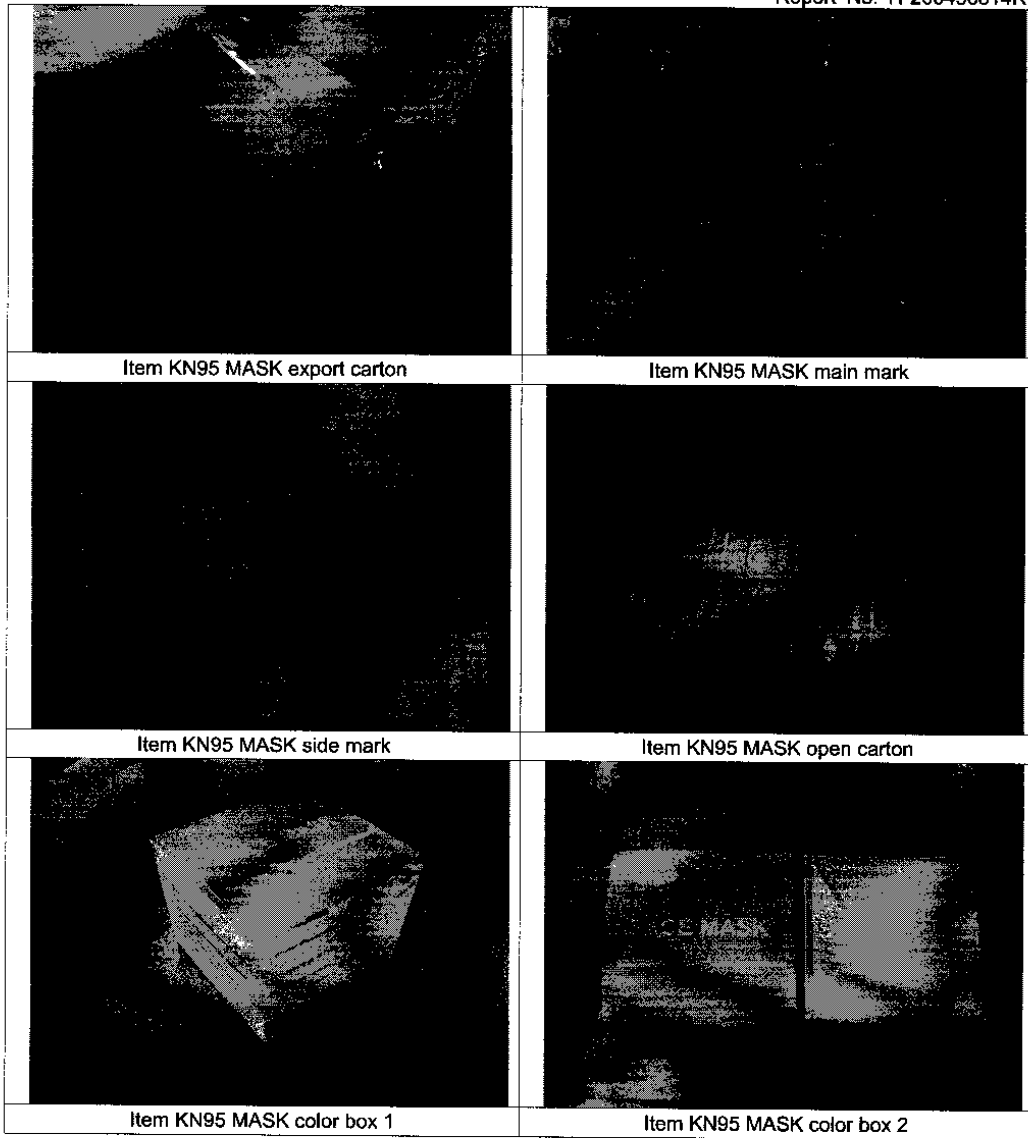 Item KN95 MASK export carton
Item KN95 MASK main mark
Item KN95 MASK side mark
Item KN95 MASK open carton
MASK
Item KN95 MASK color box 1
Item KN95 MASK color box 2